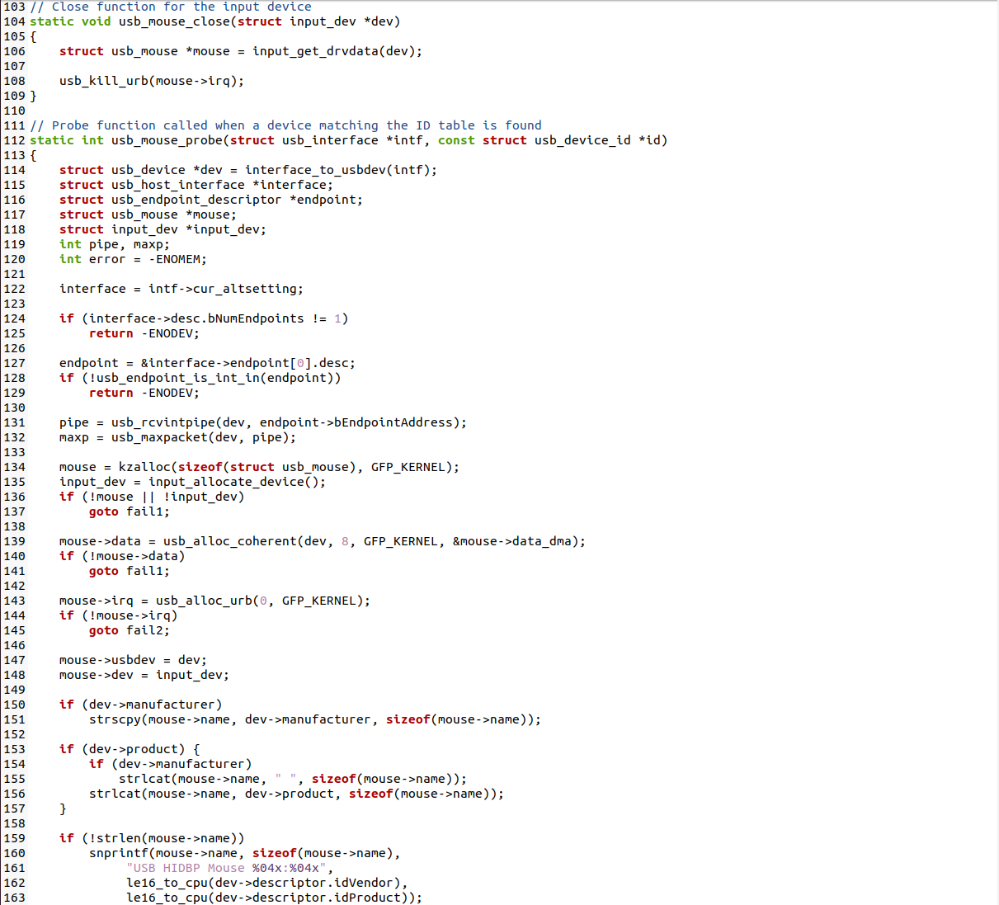 103 // Close function for the input device
104 static void usb_mouse_close(struct input_dev *dev)
105 {
106     struct usb_mouse *mouse = input_get_drvdata(dev);
107
108     usb_kill_urb(mouse->irq);
109 }
110
111 // Probe function called when a device matching the ID table is found
112 static int usb_mouse_probe(struct usb_interface *intf, const struct usb_device_id *id)
113 {
114     struct usb_device *dev = interface_to_usbdev(intf);
115     struct usb_host_interface *interface;
116     struct usb_endpoint_descriptor *endpoint;
117     struct usb_mouse *mouse;
118     struct input_dev *input_dev;
119     int pipe, maxp;
120     int error = -ENOMEM;
121
122     interface = intf->cur_altsetting;
123
124     if (interface->desc.bNumEndpoints != 1)
125         return -ENODEV;
126
127     endpoint = &interface->endpoint[0].desc;
128     if (!usb_endpoint_is_int_in(endpoint))
129         return -ENODEV;
130
131     pipe = usb_rcvintpipe(dev, endpoint->bEndpointAddress);
132     maxp = usb_maxpacket(dev, pipe);
133
134     mouse = kzalloc(sizeof(struct usb_mouse), GFP_KERNEL);
135     input_dev = input_allocate_device();
136     if (!mouse || !input_dev)
137         goto fail1;
138
139     mouse->data = usb_alloc_coherent(dev, 8, GFP_KERNEL, &mouse->data_dma);
140     if (!mouse->data)
141         goto fail1;
142
143     mouse->irq = usb_alloc_urb(0, GFP_KERNEL);
144     if (!mouse->irq)
145         goto fail2;
146
147     mouse->usbdev = dev;
148     mouse->dev = input_dev;
149
150     if (dev->manufacturer)
151         strscpy(mouse->name, dev->manufacturer, sizeof(mouse->name));
152
153     if (dev->product) {
154         if (dev->manufacturer)
155             strlcat(mouse->name, " ", sizeof(mouse->name));
156         strlcat(mouse->name, dev->product, sizeof(mouse->name));
157     }
158
159     if (!strlen(mouse->name))
160         snprintf(mouse->name, sizeof(mouse->name),
161              "USB HIDBP Mouse %04x:%04x",
162              le16_to_cpu(dev->descriptor.idVendor),
163              le16_to_cpu(dev->descriptor.idProduct));